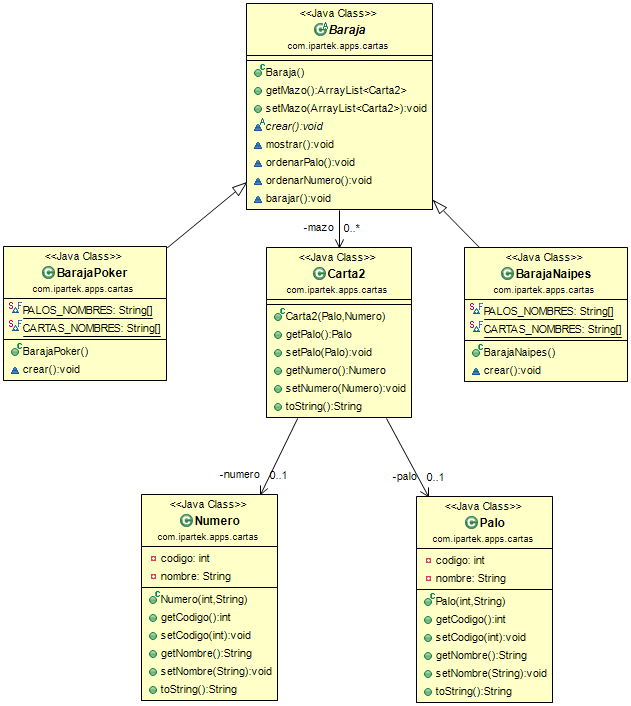 <<Java Class>>
Baraja
com.ipartek.apps.cartas
Baraja()
getMazo():ArrayList<Carta2>
setMazo(ArrayList<Carta2>):void
crear():void
mostrar():void
ordenarPalo():void
ordenarNumero():void
barajar():void
-mazo 0..*
<<Java Class>>
BarajaPoker
com.ipartek.apps.cartas
PALOS_NOMBRES: String[]
CARTAS_NOMBRES: String[]
BarajaPoker()
crear():void
<<Java Class>>
Carta2
com.ipartek.apps.cartas
Carta2(Palo,Numero)
getPalo():Palo
setPalo(Palo):void
getNumero():Numero
setNumero(Numero):void
toString():String
<<Java Class>>
BarajaNaipes
com.ipartek.apps.cartas
PALOS_NOMBRES: String[]
CARTAS_NOMBRES: String[]
BarajaNaipes()
crear():void
-numero 0..1
-palo 0..1
<<Java Class>>
Numero
com.ipartek.apps.cartas
codigo: int
nombre: String
Numero(int,String)
getCodigo():int
setCodigo(int):void
getNombre():String
setNombre(String):void
toString():String
<<Java Class>>
Palo
com.ipartek.apps.cartas
codigo: int
nombre: String
Palo(int,String)
getCodigo():int
setCodigo(int):void
getNombre():String
setNombre(String):void
toString():String